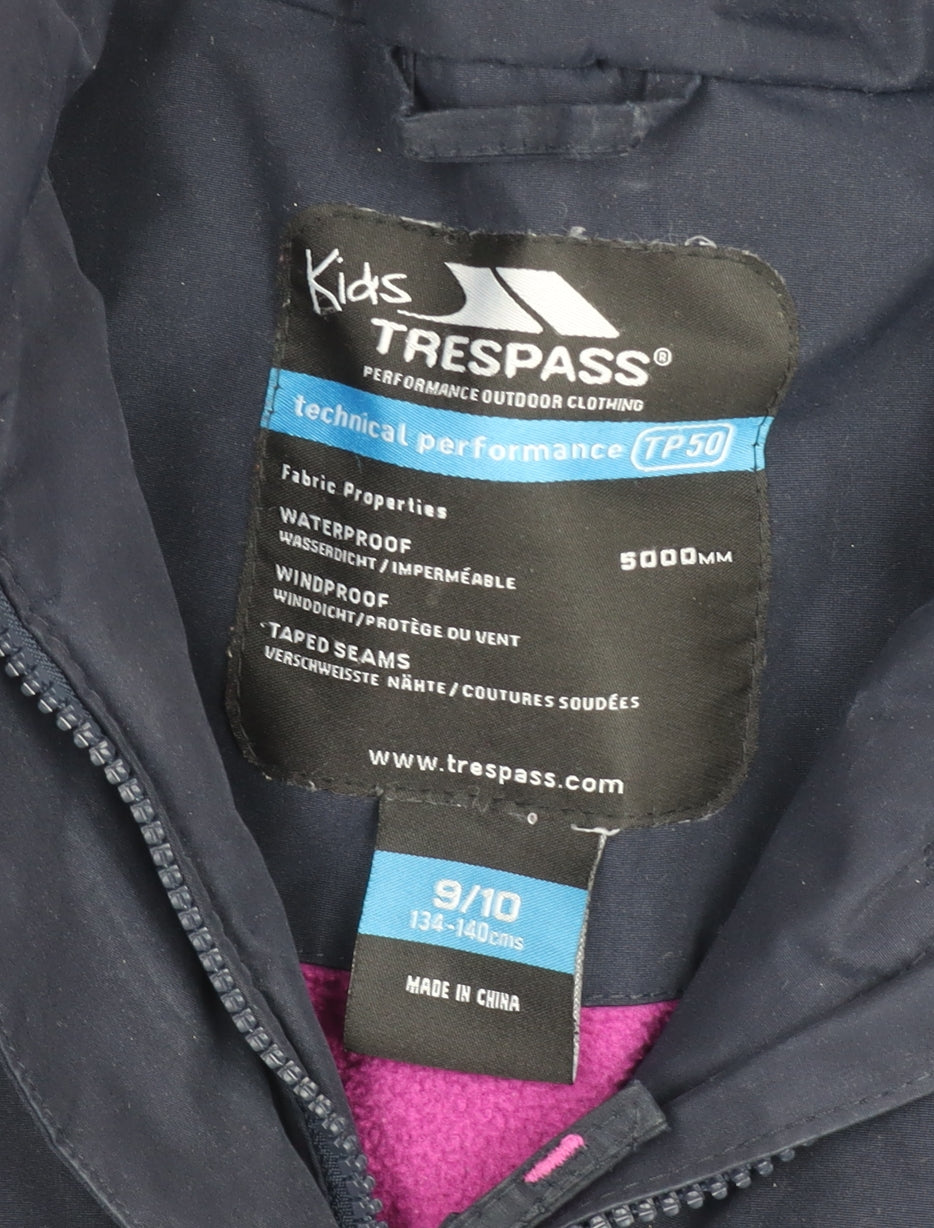 Kids
TRESPASS®
PERFORMANCE OUTDOOR CLOTHING
technical performance TP50
Fabric Properties
WATERPROOF 5000MM
WASSERDICHT / IMPERMÉABLE
WINDPROOF
WINDDICHT/PROTÈGE DU VENT
TAPED SEAMS
VERSCHWEISSTE NÄHTE / COUTURES SOUDÉES
www.trespass.com
9/10
134-140cms
MADE IN CHINA